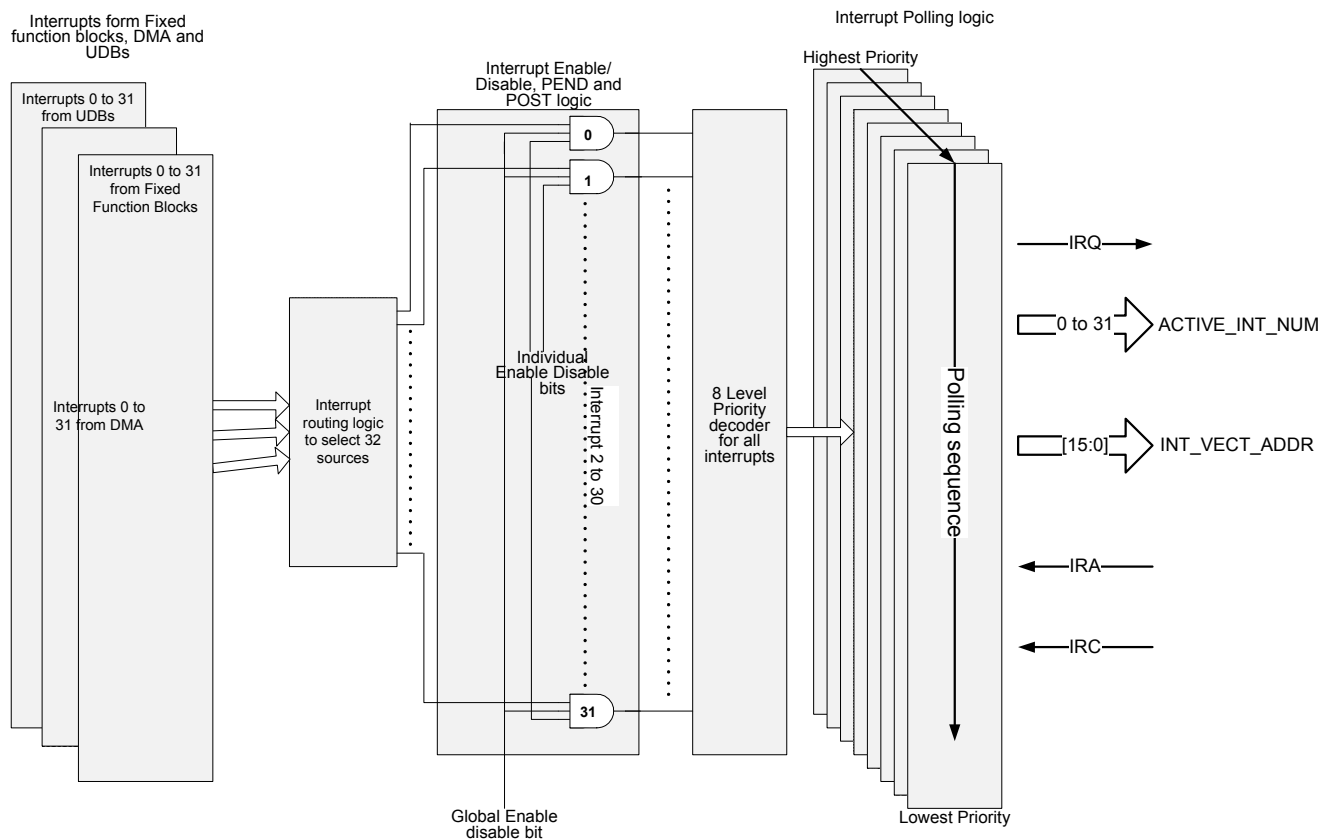 Interrupts form Fixed
function blocks, DMA and
UDBs
Interrupts 0 to 31
from UDBs
Interrupts 0 to 31
from Fixed
Function Blocks
Interrupts 0 to
31 from DMA
Interrupt
routing logic
to select 32
sources
Interrupt Enable/
Disable, PEND and
POST logic
0
1
Individual
Enable Disable
bits
Interrupt 2 to 30
31
Global Enable
disable bit
8 Level
Priority
decoder
for all
interrupts
Interrupt Polling logic
Highest Priority
Polling sequence
Lowest Priority
IRQ
0 to 31
ACTIVE_INT_NUM
[15:0]
INT_VECT_ADDR
IRA
IRC